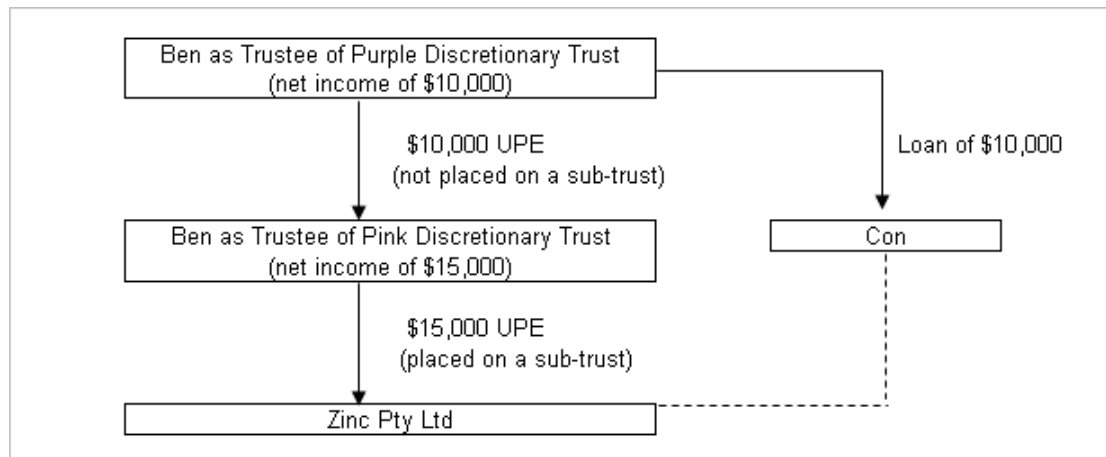 Ben as Trustee of Purple Discretionary Trust
(net income of $10,000)
$10,000 UPE
(not placed on a sub-trust)
Loan of $10,000
Ben as Trustee of Pink Discretionary Trust
(net income of $15,000)
Con
$15,000 UPE
(placed on a sub-trust)
Zinc Pty Ltd